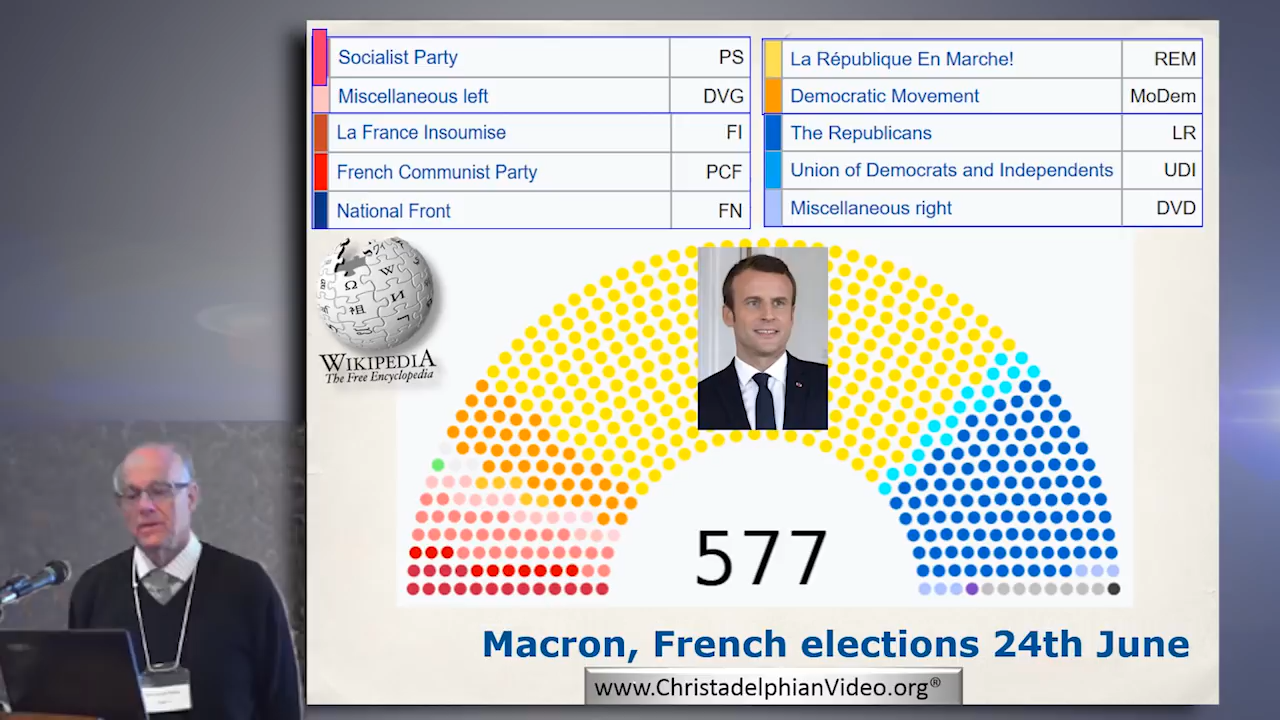 Socialist Party PS
Miscellaneous left DVG
La France Insoumise FI
French Communist Party PCF
National Front FN
La République En Marche! REM
Democratic Movement MoDem
The Republicans LR
Union of Democrats and Independents UDI
Miscellaneous right DVD
Ω W И 祖
WIKIPEDIA
The Free Encyclopedia
577
Macron, French elections 24th June
www.ChristadelphianVideo.org®